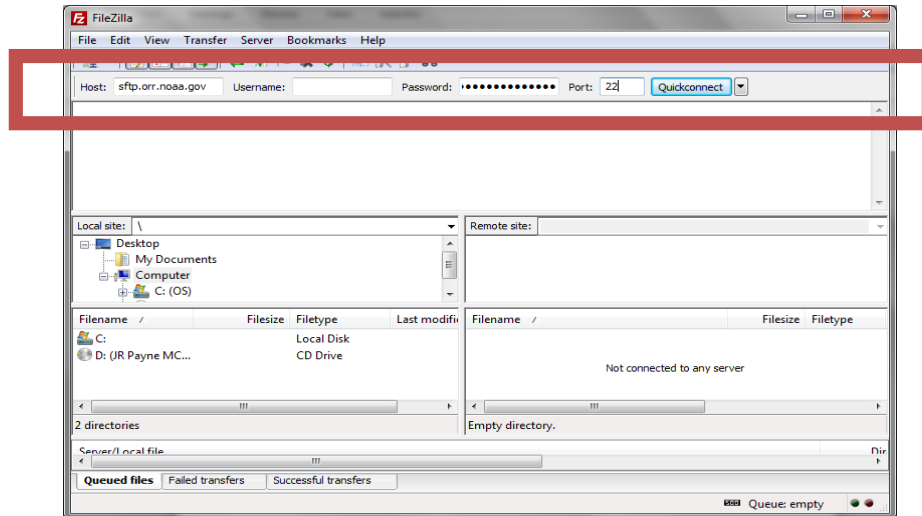 FileZilla
File Edit View Transfer Server Bookmarks Help
Host: sftp.orr.noaa.gov Username: Password: •••••••••••••• Port: 22 Quickconnect
Local site: \ Remote site:
Desktop
My Documents
Computer
C: (OS)
Filename / Filesize Filetype Last modifi Filename / Filesize Filetype
C: Local Disk
D: (JR Payne MC... CD Drive
Not connected to any server
2 directories Empty directory.
Server/Local file Dir
Queued files Failed transfers Successful transfers
Queue: empty